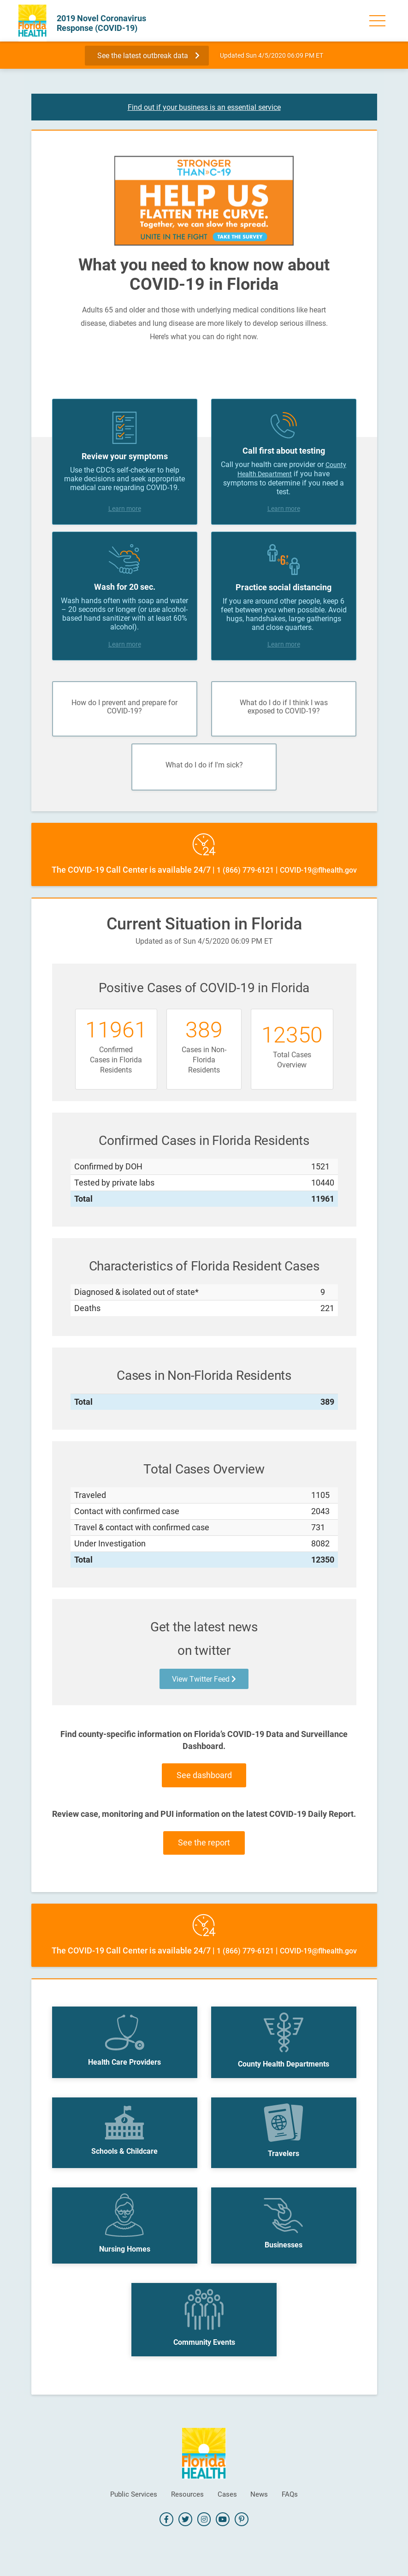 Florida
HEALTH
2019 Novel Coronavirus
Response (COVID-19)
See the latest outbreak data
Updated Sun 4/5/2020 06:09 PM ET
Find out if your business is an essential service
STRONGER
THAN C-19
HELP US
FLATTEN THE CURVE.
Together, we can slow the spread.
UNITE IN THE FIGHT
TAKE THE SURVEY
What you need to know now about
COVID-19 in Florida
Adults 65 and older and those with underlying medical conditions like heart
disease, diabetes and lung disease are more likely to develop serious illness.
Here's what you can do right now.
Review your symptoms
Use the CDC's self-checker to help
make decisions and seek appropriate
medical care regarding COVID-19.
Learn more
Call first about testing
Call your health care provider or County
Health Department if you have
symptoms to determine if you need a
test.
Learn more
Wash for 20 sec.
Wash hands often with soap and water
– 20 seconds or longer (or use alcohol-
based hand sanitizer with at least 60%
alcohol).
Learn more
6'
Practice social distancing
If you are around other people, keep 6
feet between you when possible. Avoid
hugs, handshakes, large gatherings
and close quarters.
Learn more
How do I prevent and prepare for
COVID-19?
What do I do if I think I was
exposed to COVID-19?
What do I do if I'm sick?
24
The COVID-19 Call Center is available 24/7 | 1 (866) 779-6121 | COVID-19@flhealth.gov
Current Situation in Florida
Updated as of Sun 4/5/2020 06:09 PM ET
Positive Cases of COVID-19 in Florida
11961
Confirmed
Cases in Florida
Residents
389
Cases in Non-
Florida
Residents
12350
Total Cases
Overview
Confirmed Cases in Florida Residents
Confirmed by DOH 1521
Tested by private labs 10440
Total 11961
Characteristics of Florida Resident Cases
Diagnosed & isolated out of state* 9
Deaths 221
Cases in Non-Florida Residents
Total 389
Total Cases Overview
Traveled 1105
Contact with confirmed case 2043
Travel & contact with confirmed case 731
Under Investigation 8082
Total 12350
Get the latest news
on twitter
View Twitter Feed
Find county-specific information on Florida's COVID-19 Data and Surveillance
Dashboard.
See dashboard
Review case, monitoring and PUI information on the latest COVID-19 Daily Report.
See the report
24
The COVID-19 Call Center is available 24/7 | 1 (866) 779-6121 | COVID-19@flhealth.gov
Health Care Providers
County Health Departments
Schools & Childcare
Travelers
Nursing Homes
Businesses
Community Events
Florida
HEALTH
Public Services Resources Cases News FAQs